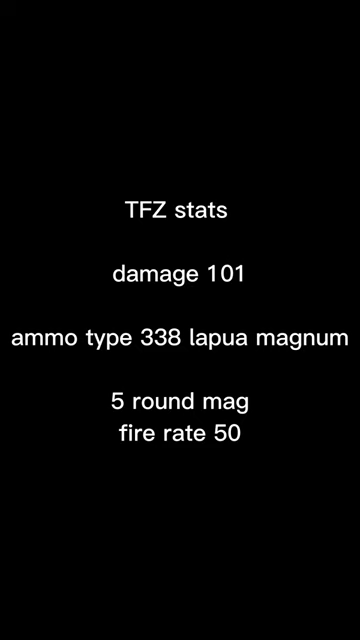 TFZ stats
damage 101
ammo type 338 lapua magnum
5 round mag
fire rate 50